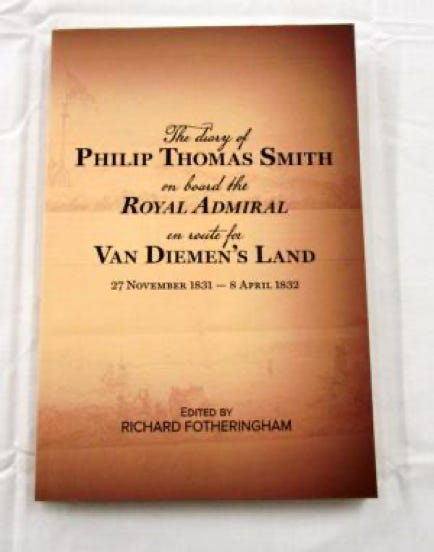 The diary of
PHILIP THOMAS SMITH
on board the
ROYAL ADMIRAL
en route for
VAN DIEMEN'S LAND
27 NOVEMBER 1831 — 8 APRIL 1832
EDITED BY
RICHARD FOTHERINGHAM